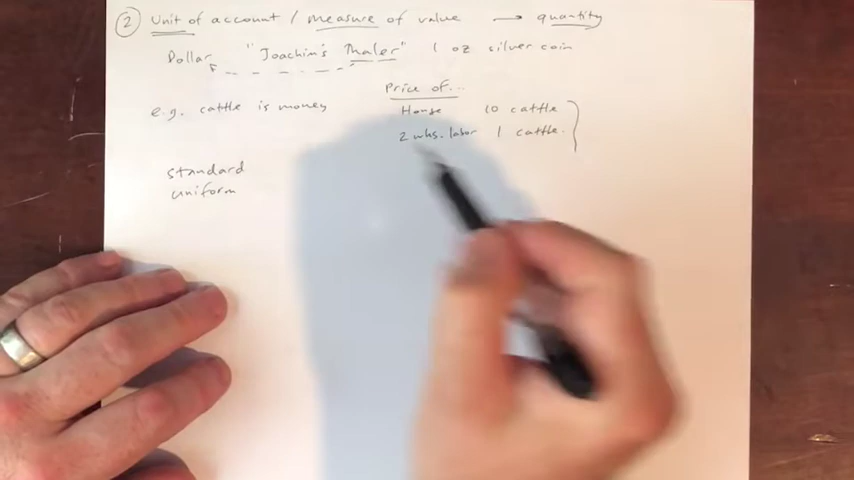 ② Unit of account / measure of value → quantity
Dollar "Joachim's Thaler" 1 oz silver coin
e.g. cattle is money
Price of...
House 10 cattle
2 wks. labor 1 cattle.
standard
uniform